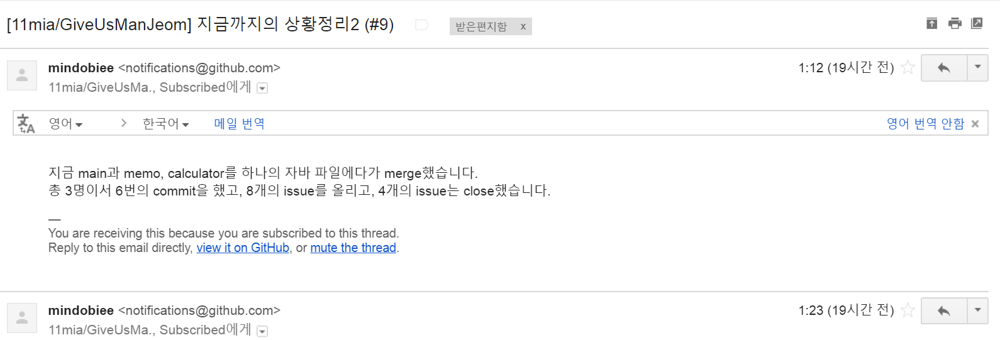 [11mia/GiveUsManJeom] 지금까지의 상황정리2 (#9) 받은편지함 x
mindobiee <notifications@github.com> 1:12 (19시간 전)
11mia/GiveUsMa., Subscribed에게
영어 한국어 메일 번역 영어 번역 안함
지금 main과 memo, calculator를 하나의 자바 파일에다가 merge했습니다.
총 3명이서 6번의 commit을 했고, 8개의 issue를 올리고, 4개의 issue는 close했습니다.
—
You are receiving this because you are subscribed to this thread.
Reply to this email directly, view it on GitHub, or mute the thread.
mindobiee <notifications@github.com> 1:23 (19시간 전)
11mia/GiveUsMa., Subscribed에게